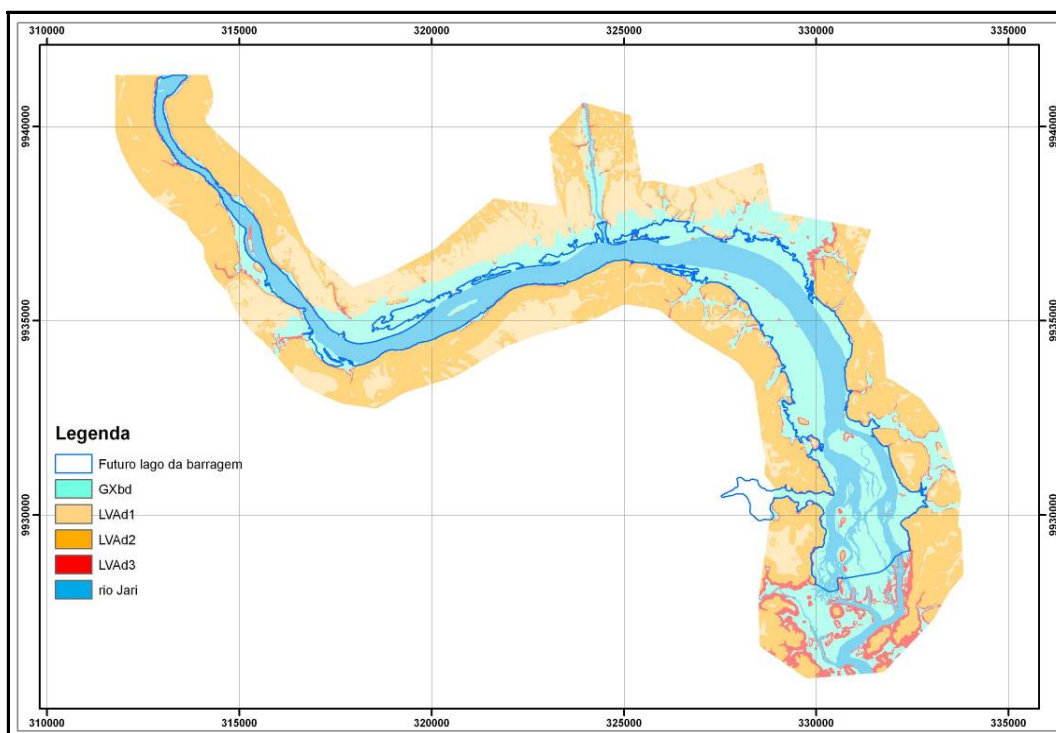 310000 315000 320000 325000 330000 335000
9940000 9940000
9935000 9935000
Legenda
Futuro lago da barragem
GXbd
LVAd1
9930000 9930000
LVAd2
LVAd3
rio Jari
310000 315000 320000 325000 330000 335000